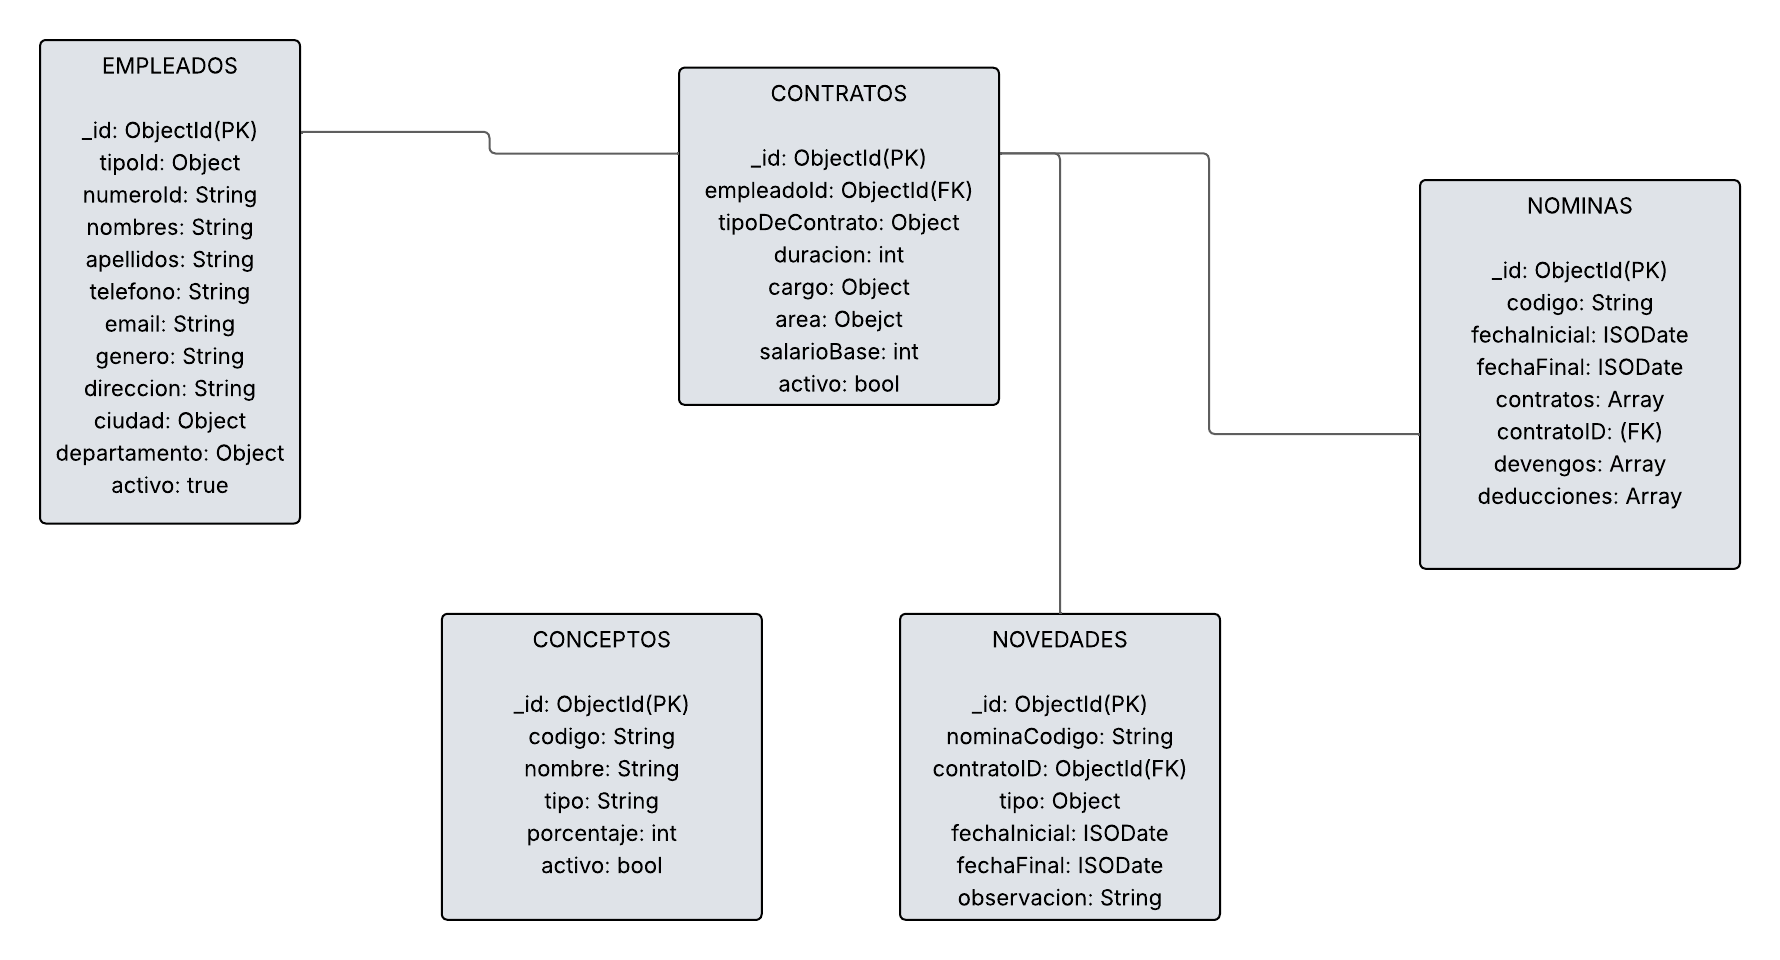 EMPLEADOS
_id: ObjectId(PK)
tipoId: Object
numeroId: String
nombres: String
apellidos: String
telefono: String
email: String
genero: String
direccion: String
ciudad: Object
departamento: Object
activo: true
CONTRATOS
_id: ObjectId(PK)
empleadoId: ObjectId(FK)
tipoDeContrato: Object
duracion: int
cargo: Object
area: Obejct
salarioBase: int
activo: bool
NOMINAS
_id: ObjectId(PK)
codigo: String
fechaInicial: ISODate
fechaFinal: ISODate
contratos: Array
contratoID: (FK)
devengos: Array
deducciones: Array
CONCEPTOS
_id: ObjectId(PK)
codigo: String
nombre: String
tipo: String
porcentaje: int
activo: bool
NOVEDADES
_id: ObjectId(PK)
nominaCodigo: String
contratoID: ObjectId(FK)
tipo: Object
fechaInicial: ISODate
fechaFinal: ISODate
observacion: String